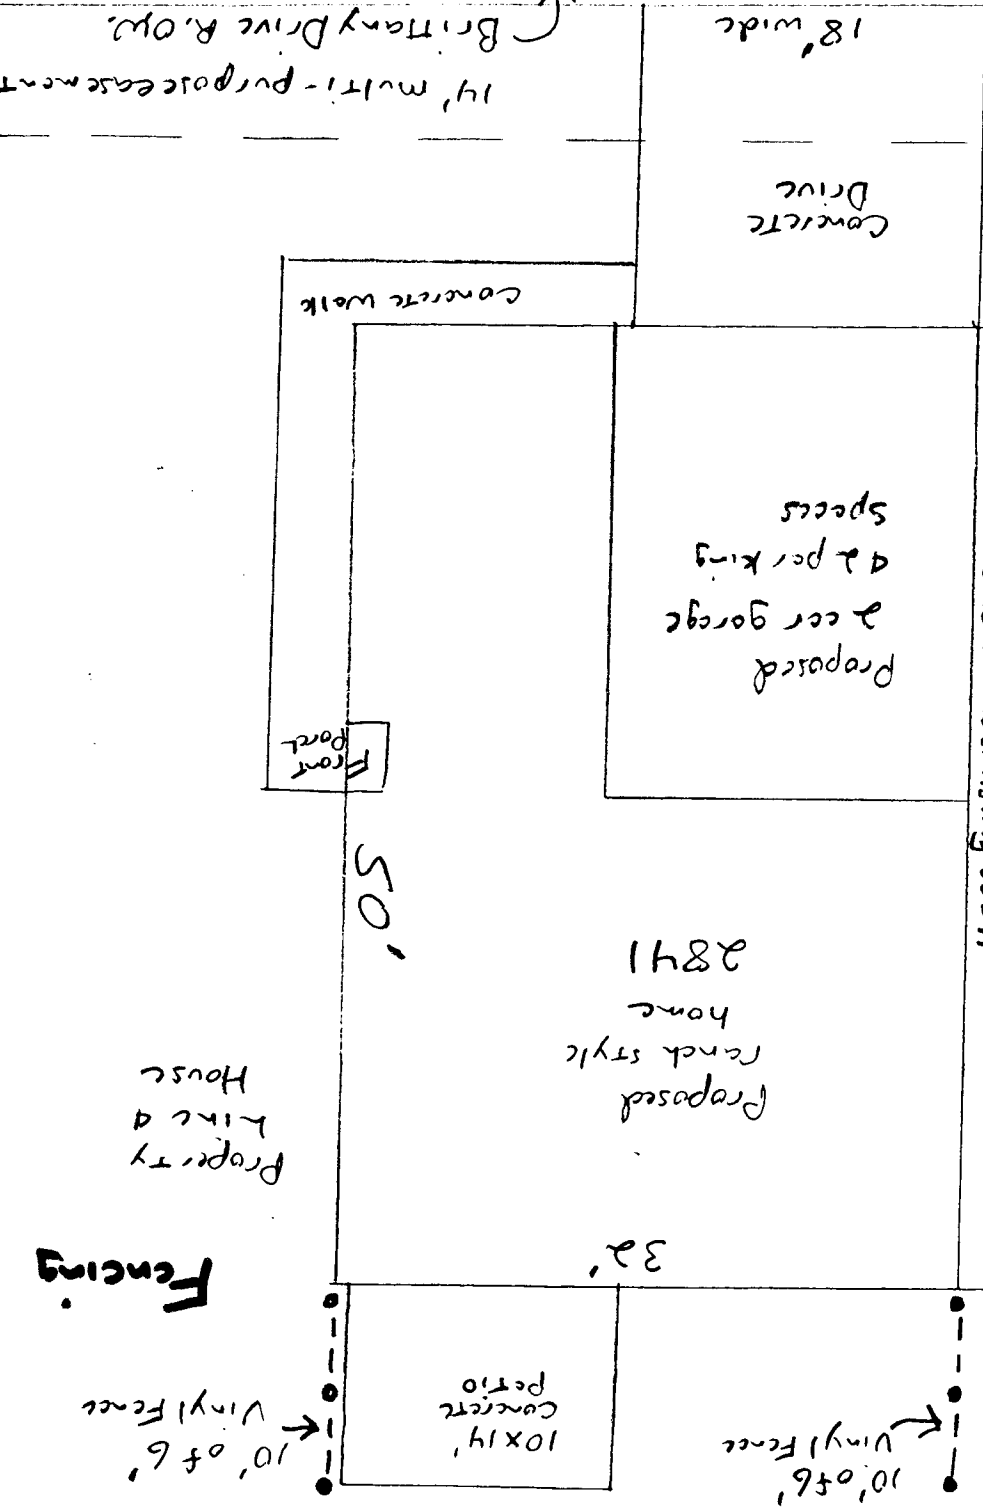 10' of 6'
Vinyl Fence
10x14'
concrete
patio
10' of 6'
Vinyl Fence
Fencing
32'
Proposed
ranch style
home
2841
Property
Line &
House
50'
Front
Porch
Proposed
2 car garage
& 2 parking
spaces
Concrete Walk
Concrete
Drive
14' multi-purpose easement
18' wide
Brittany Drive R.O.W.